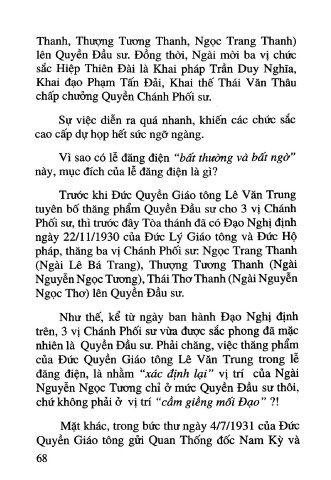 Thanh, Thượng Tương Thanh, Ngọc Trang Thanh)
lên Quyền Đầu sư. Đồng thời, Ngài mời ba vị chức
sắc Hiệp Thiên Đài là Khai pháp Trần Duy Nghĩa,
Khai đạo Phạm Tấn Đãi, Khai thế Thái Văn Thâu
chấp chưởng Quyền Chánh Phối sư.
Sự việc diễn ra quá nhanh, khiến các chức sắc
cao cấp dự họp hết sức ngỡ ngàng.
Vì sao có lễ đăng điện “bất thường và bất ngờ”
này, mục đích của lễ đăng điện là gì?
Trước khi Đức Quyền Giáo tông Lê Văn Trung
tuyên bố thăng phẩm Quyền Đầu sư cho 3 vị Chánh
Phối sư, thì trước đây Tòa thánh đã có Đạo Nghị định
ngày 22/11/1930 của Đức Lý Giáo tông và Đức Hộ
pháp, thăng ba vị Chánh Phối sư: Ngọc Trang Thanh
(Ngài Lê Bá Trang), Thượng Tương Thanh (Ngài
Nguyễn Ngọc Tương), Thái Thơ Thanh (Ngài Nguyễn
Ngọc Thơ) lên Quyền Đầu sư.
Như thế, kể từ ngày ban hành Đạo Nghị định
trên, 3 vị Chánh Phối sư vừa được sắc phong đã mặc
nhiên là Quyền Đầu sư. Phải chăng, việc thăng phẩm
của Đức Quyền Giáo tông Lê Văn Trung trong lễ
đăng điện, là nhằm “xác định lại” vị trí của Ngài
Nguyễn Ngọc Tương chỉ ở mức Quyền Đầu sư thôi,
chứ không phải ở vị trí “cầm giềng mối Đạo” ?!
Mặt khác, trong bức thư ngày 4/7/1931 của Đức
Quyền Giáo tông gửi Quan Thống đốc Nam Kỳ và
68